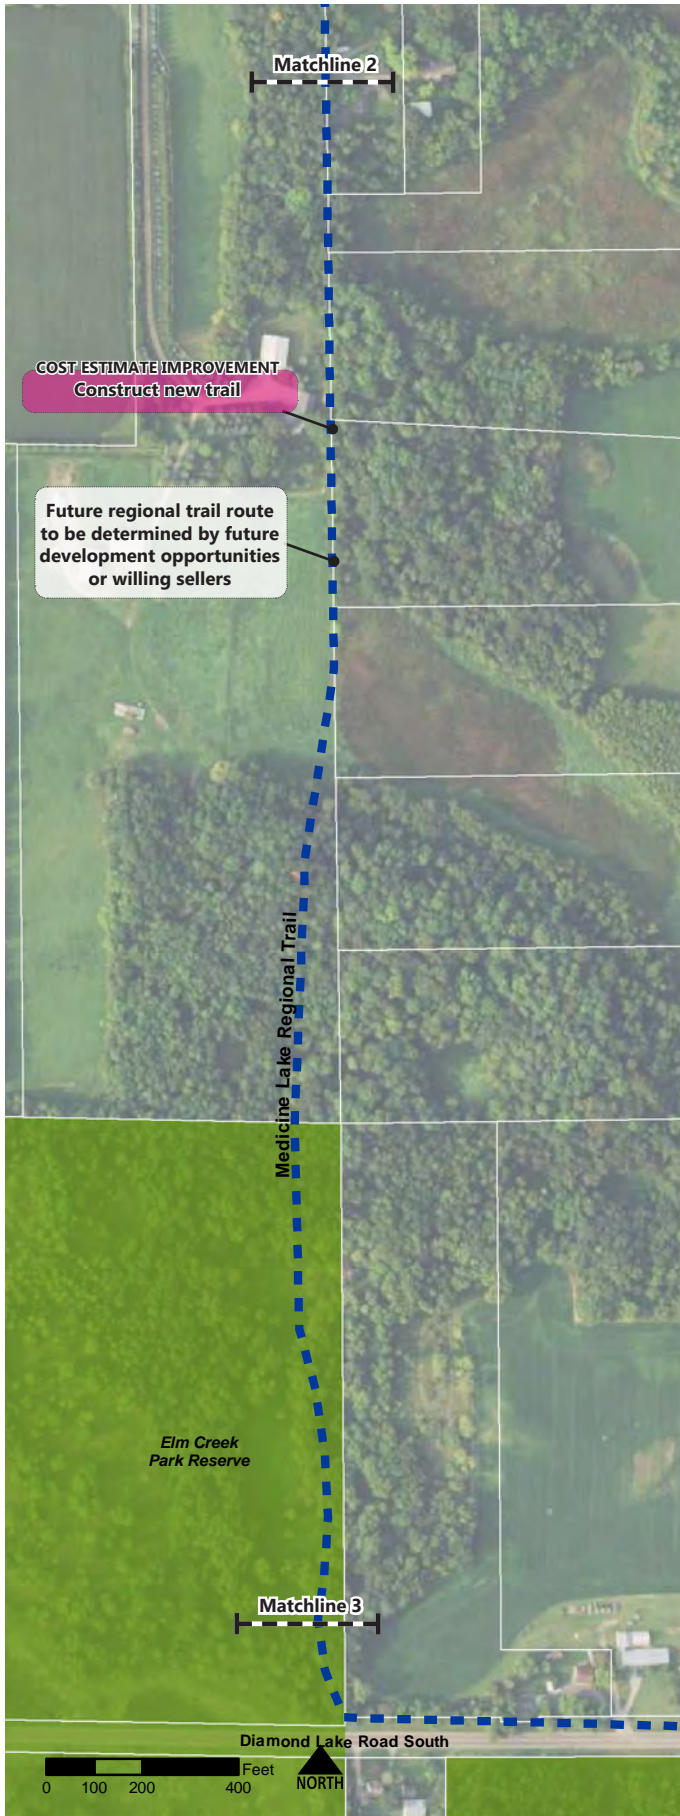 Matchline 2
COST ESTIMATE IMPROVEMENT
Construct new trail
Future regional trail route
to be determined by future
development opportunities
or willing sellers
Medicine Lake Regional Trail
Elm Creek
Park Reserve
Matchline 3
Diamond Lake Road South
Feet
0 100 200 400
NORTH